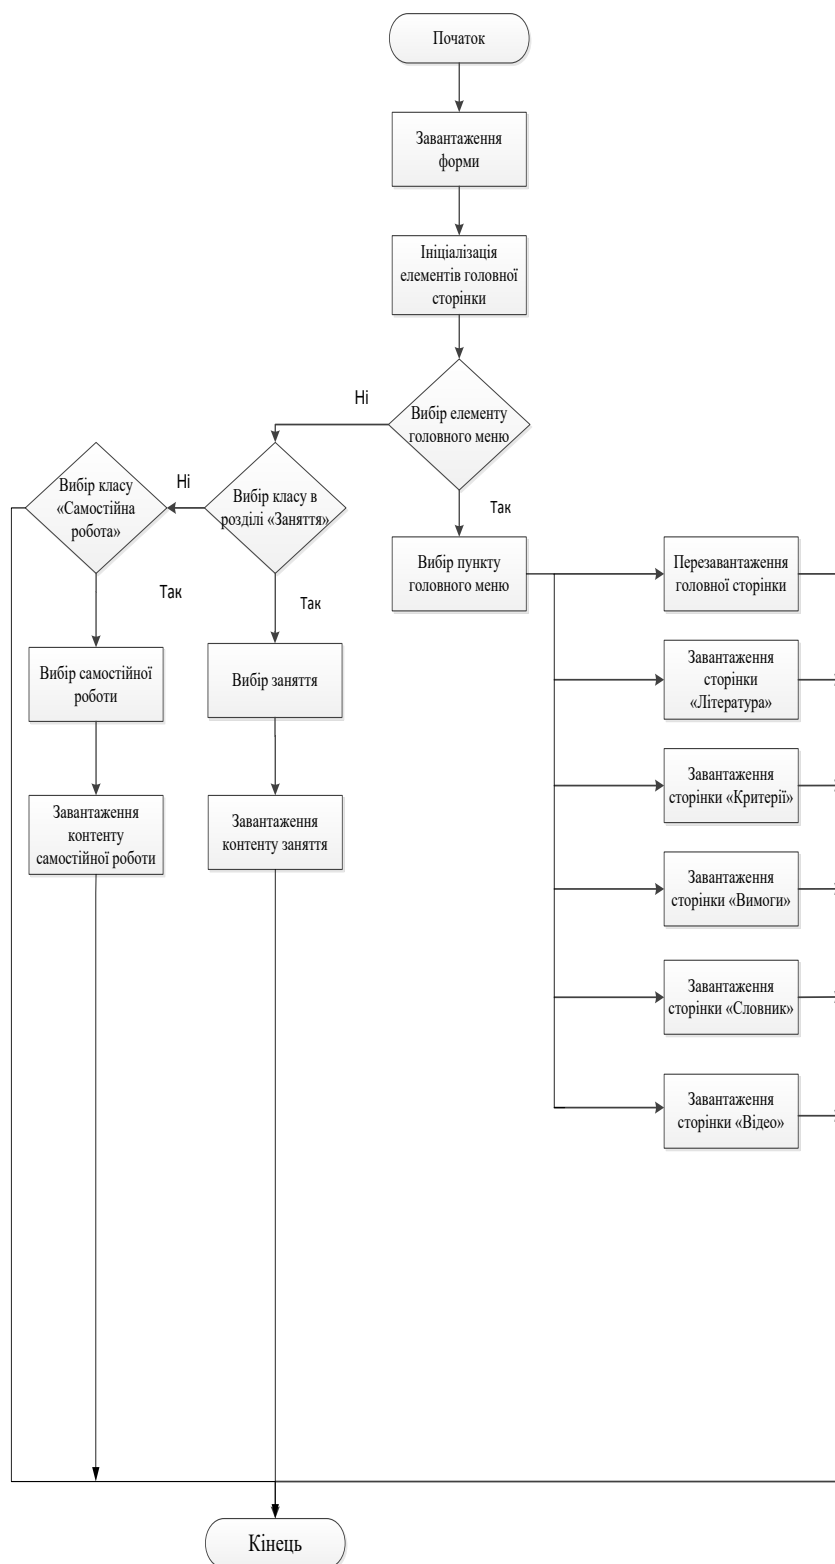 Початок
Завантаження
форми
Ініціалізація
елементів головної
сторінки
Ні
Вибір елементу
головного меню
Ні
Вибір класу
«Самостійна
робота»
Вибір класу в
розділі «Заняття»
Так
Вибір пункту
головного меню
Перезавантаження
головної сторінки
Так
Так
Вибір самостійної
роботи
Вибір заняття
Завантаження
сторінки
«Література»
Завантаження
сторінки «Критерії»
Завантаження
контенту
самостійної роботи
Завантаження
контенту заняття
Завантаження
сторінки «Вимоги»
Завантаження
сторінки «Словник»
Завантаження
сторінки «Відео»
Кінець